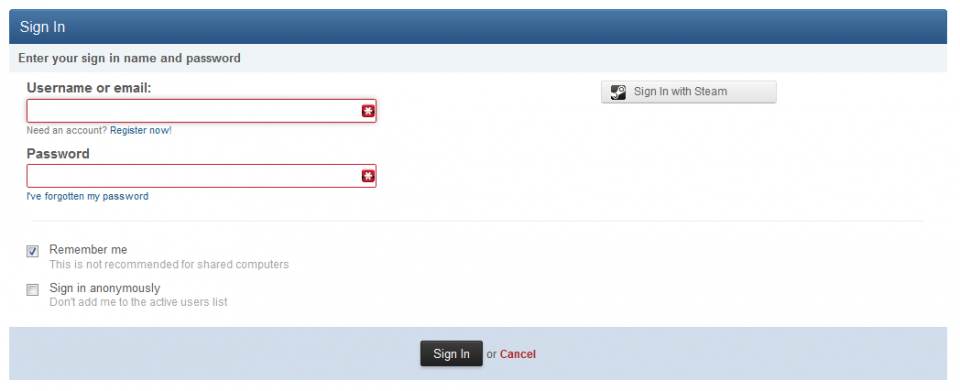 Sign In
Enter your sign in name and password
Username or email:
Need an account? Register now!
Password
I've forgotten my password
Sign In with Steam
Remember me
This is not recommended for shared computers
Sign in anonymously
Don't add me to the active users list
Sign In or Cancel